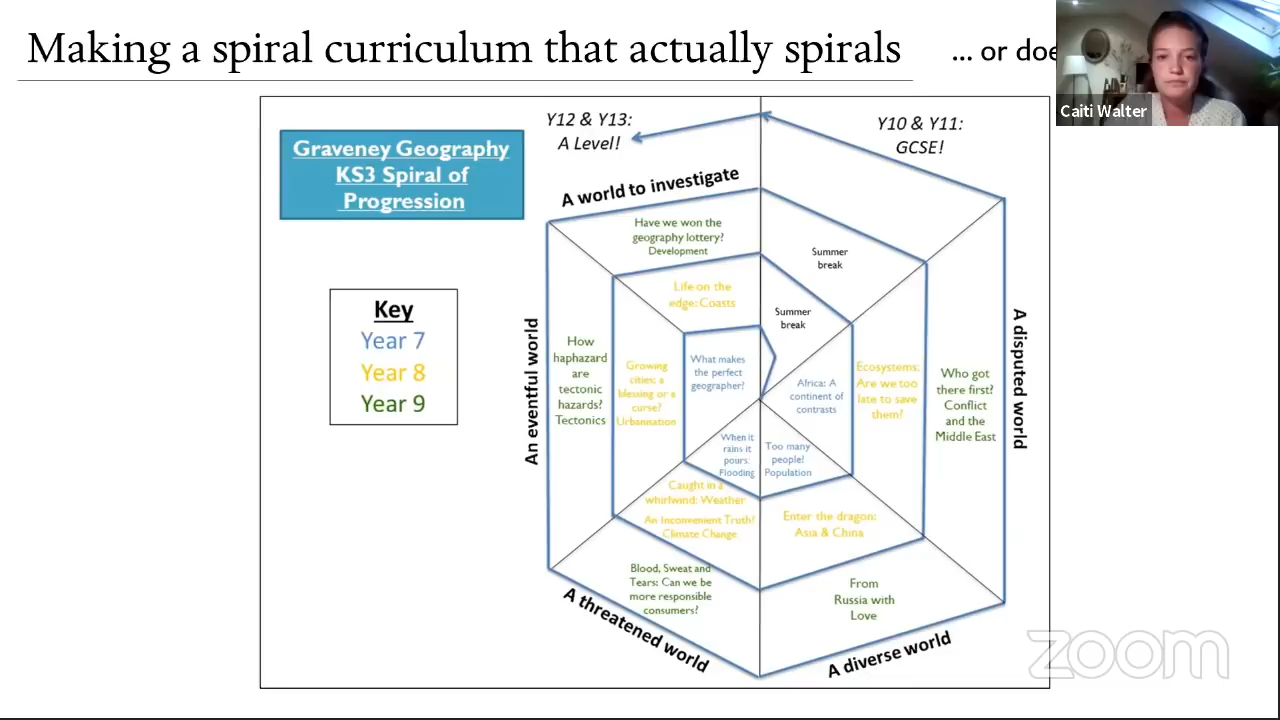 Making a spiral curriculum that actually spirals
... or doe
Caiti Walter
Graveney Geography
KS3 Spiral of
Progression
Y12 & Y13:
A Level!
Y10 & Y11:
GCSE!
A world to investigate
Have we won the
geography lottery?
Development
Summer
break
Life on the
edge: Coasts
Summer
break
Key
Year 7
Year 8
Year 9
An eventful world
How
haphazard
are
tectonic
hazards?
Tectonics
Growing
cities: a
blessing or a
curse?
Urbanisation
What makes
the perfect
geographer?
Africa: A
continent of
contrasts
Ecosystems:
Are we too
late to save
them?
Who got
there first?
Conflict
and the
Middle East
A disputed world
When it
rains it
pours:
Flooding
Too many
people?
Population
Caught in a
whirlwind: Weather
An Inconvenient Truth?
Climate Change
Enter the dragon:
Asia & China
Blood, Sweat and
Tears: Can we be
more responsible
consumers?
From
Russia with
Love
A threatened world
A diverse world
zoom